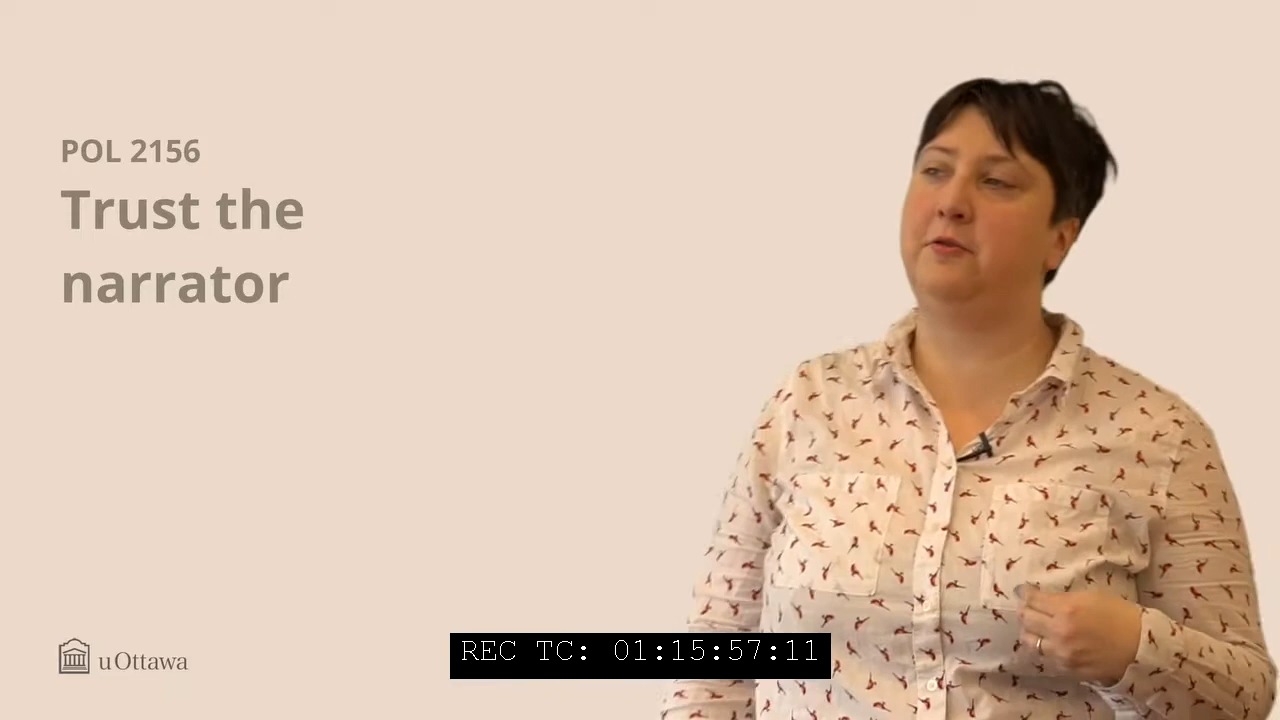 POL 2156
Trust the
narrator
uOttawa
REC TC: 01:15:57:11